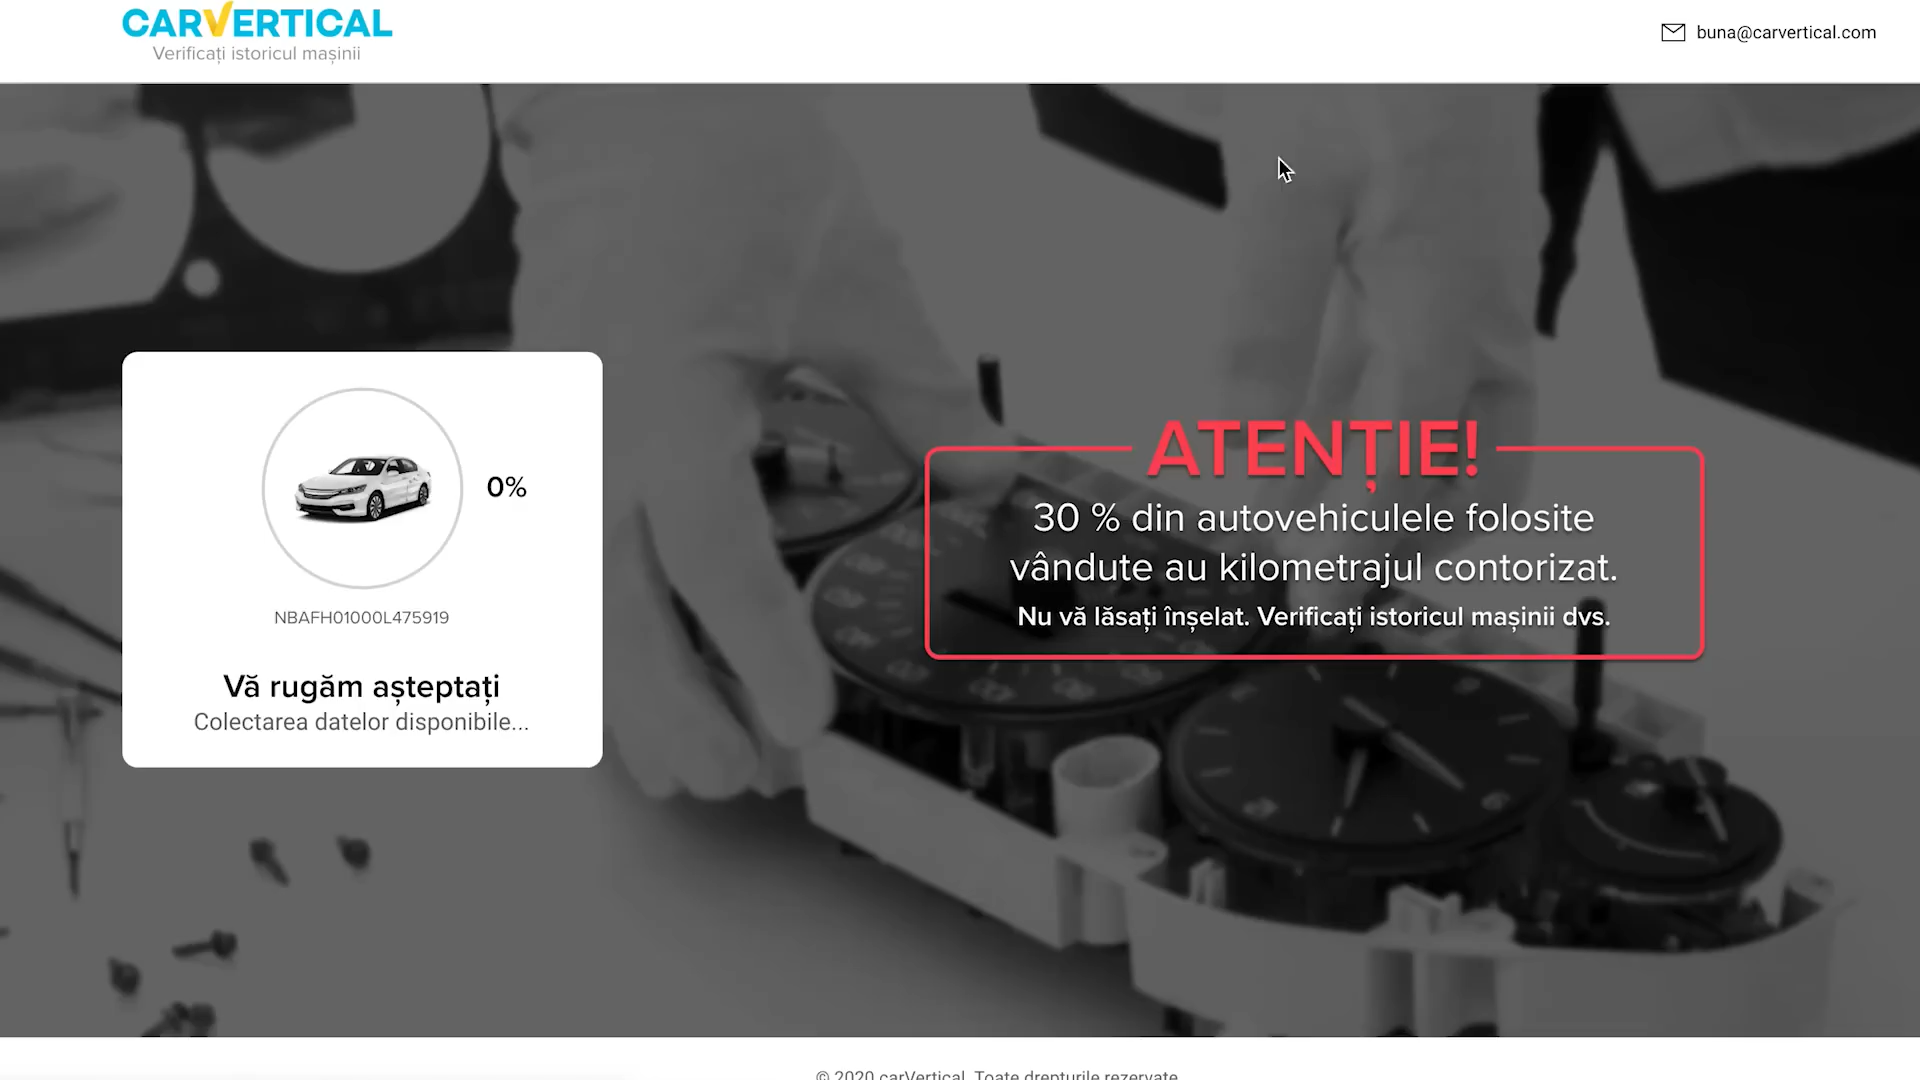 CARVERTICAL
Verificați istoricul mașinii
buna@carvertical.com
0%
NBAFH01000L475919
Vă rugăm așteptați
Colectarea datelor disponibile...
ATENȚIE!
30 % din autovehiculele folosite
vândute au kilometrajul contorizat.
Nu vă lăsați înșelat. Verificați istoricul mașinii dvs.
© 2020 carVertical. Toate drepturile rezervate